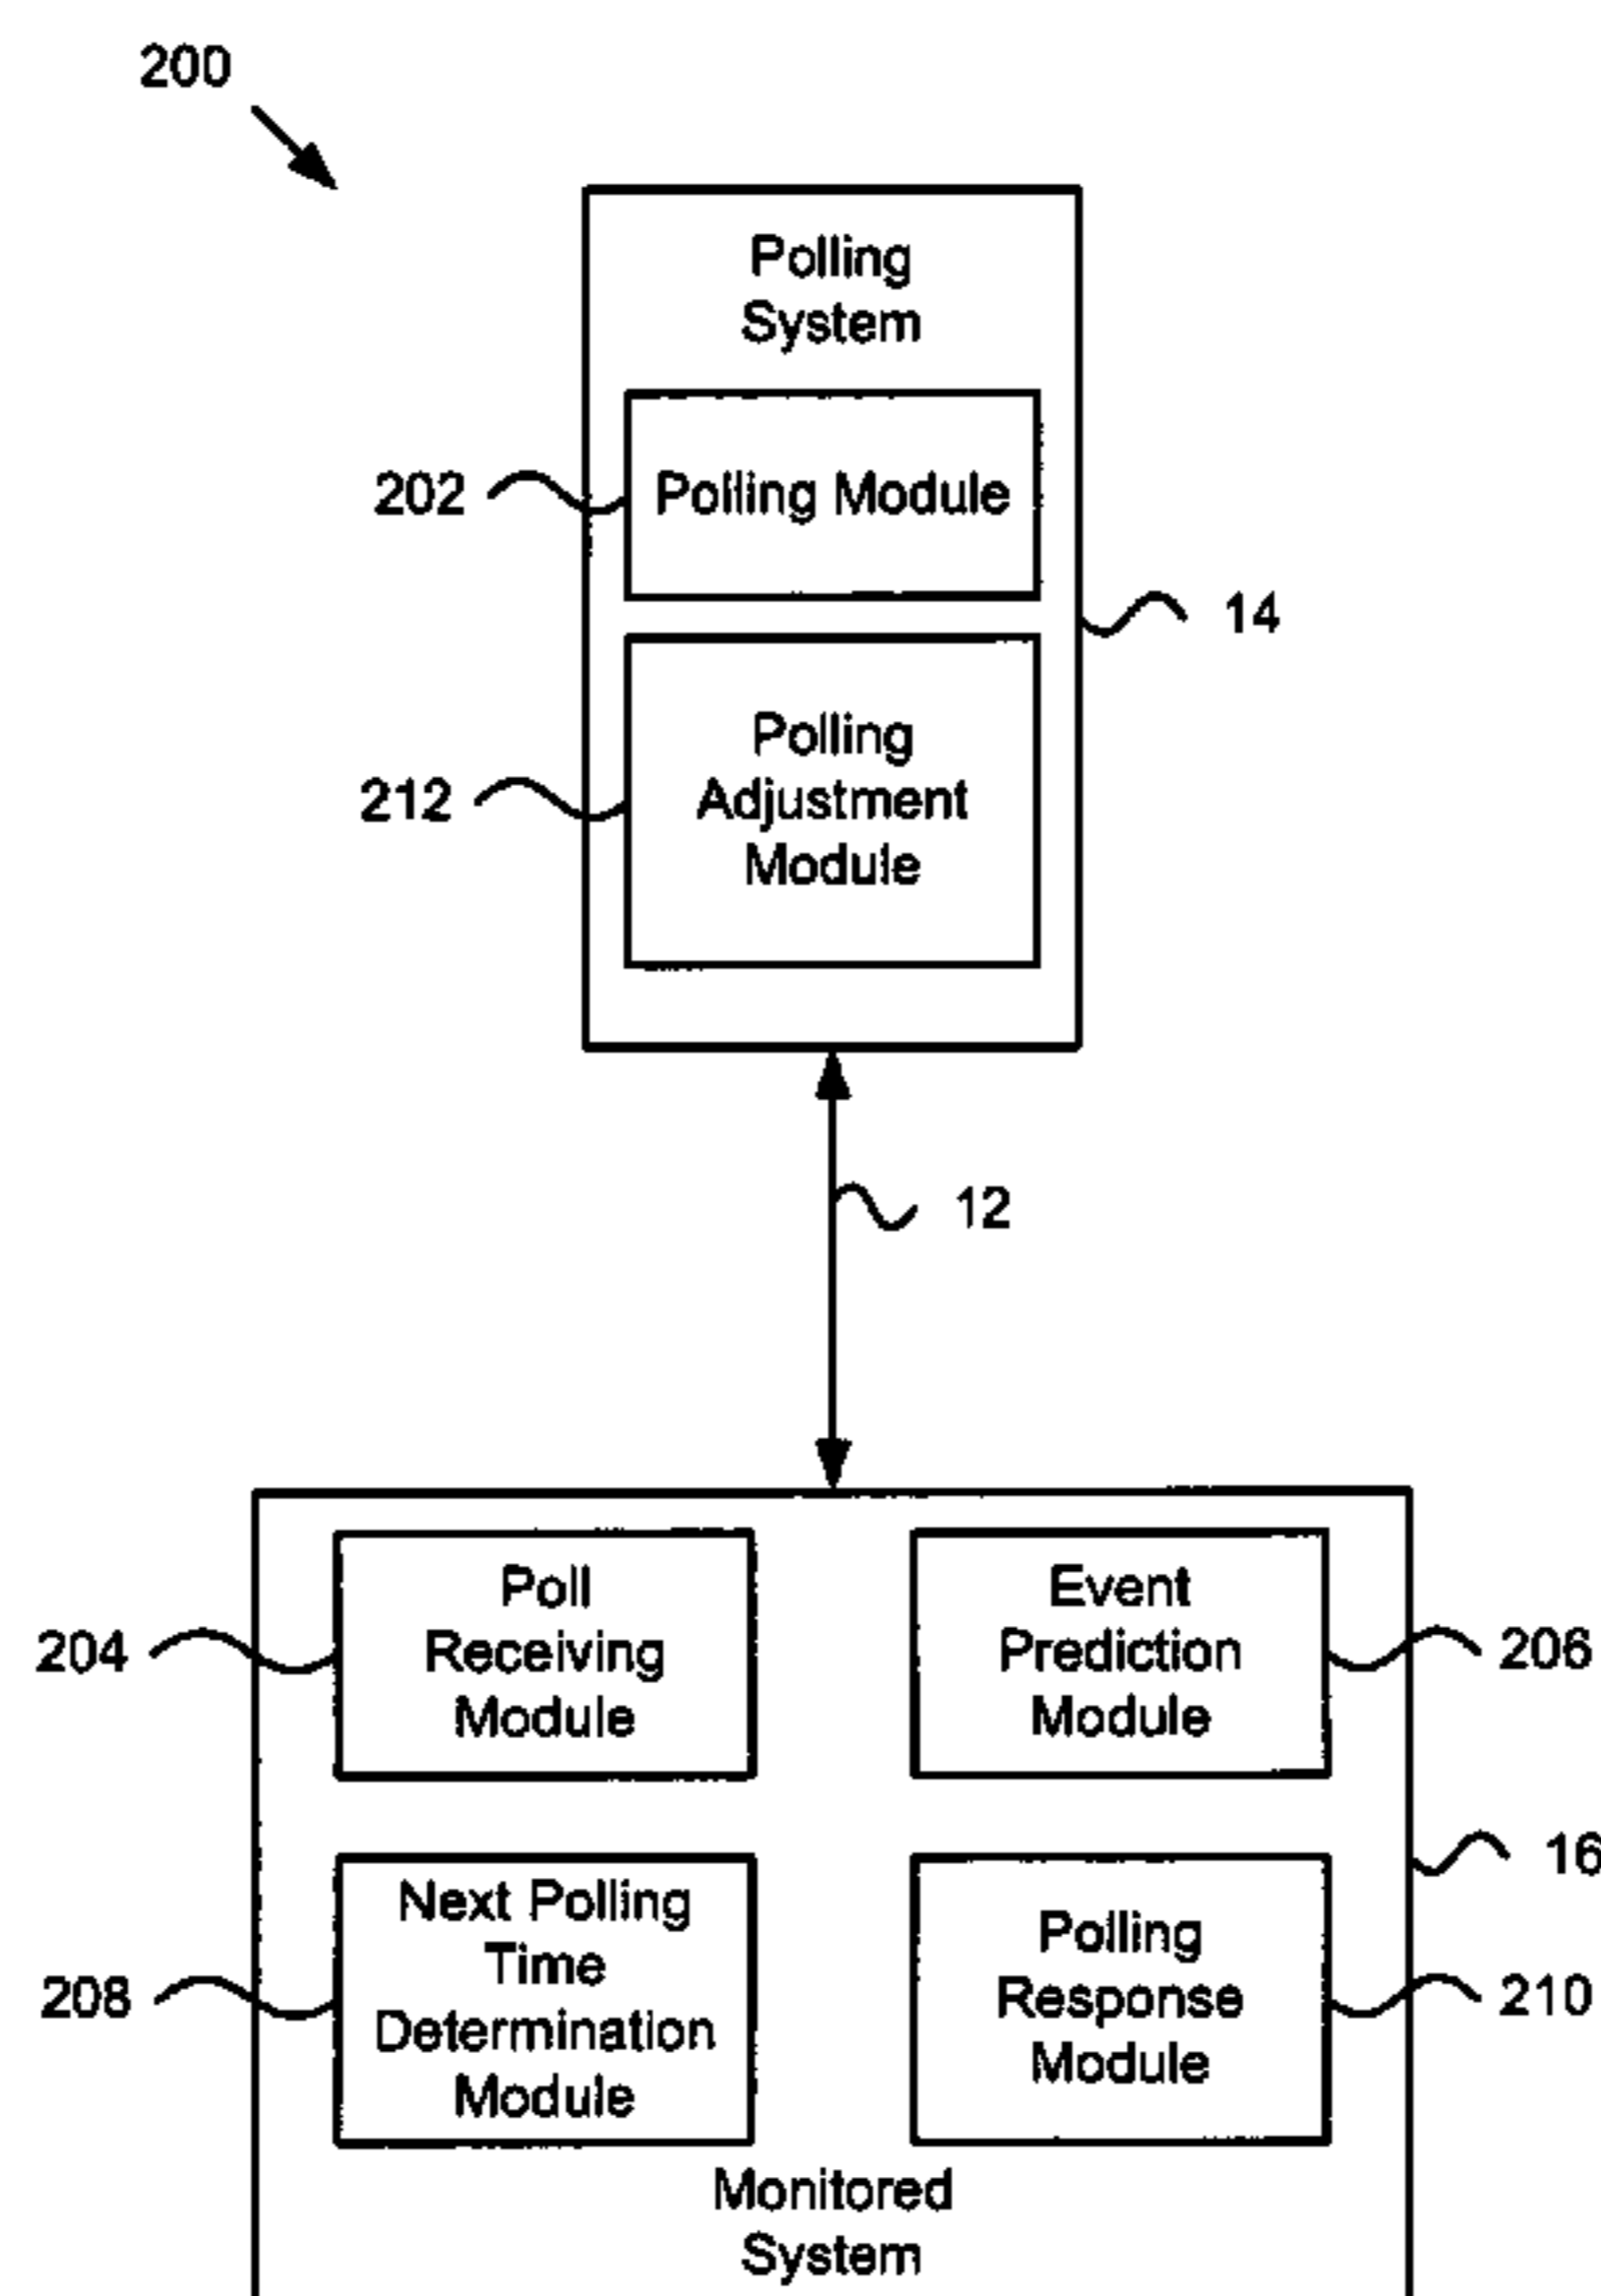 200
Polling
System
202
Polling Module
14
212
Polling
Adjustment
Module
12
Poll
Receiving
Module
204
Event
Prediction
Module
206
16
Next Polling
Time
Determination
Module
208
Polling
Response
Module
210
Monitored
System